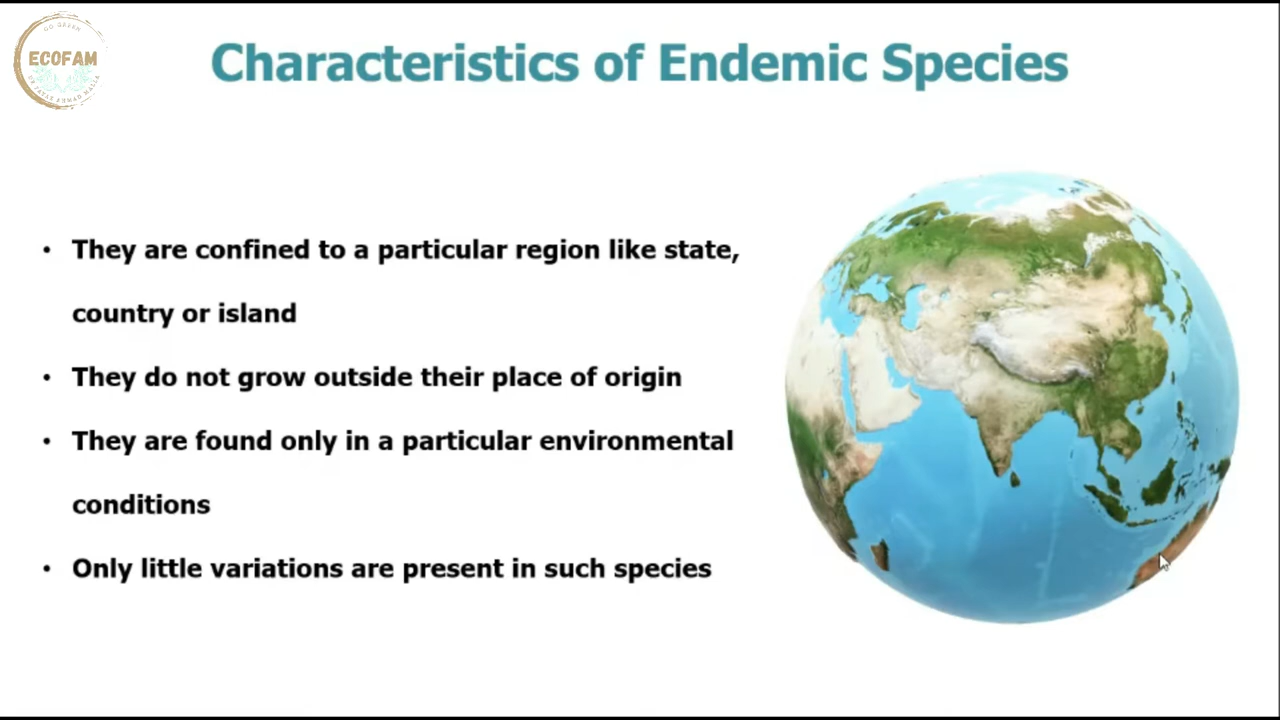 GO GREEN
ECOFAM
Characteristics of Endemic Species
• They are confined to a particular region like state,
country or island
• They do not grow outside their place of origin
• They are found only in a particular environmental
conditions
• Only little variations are present in such species